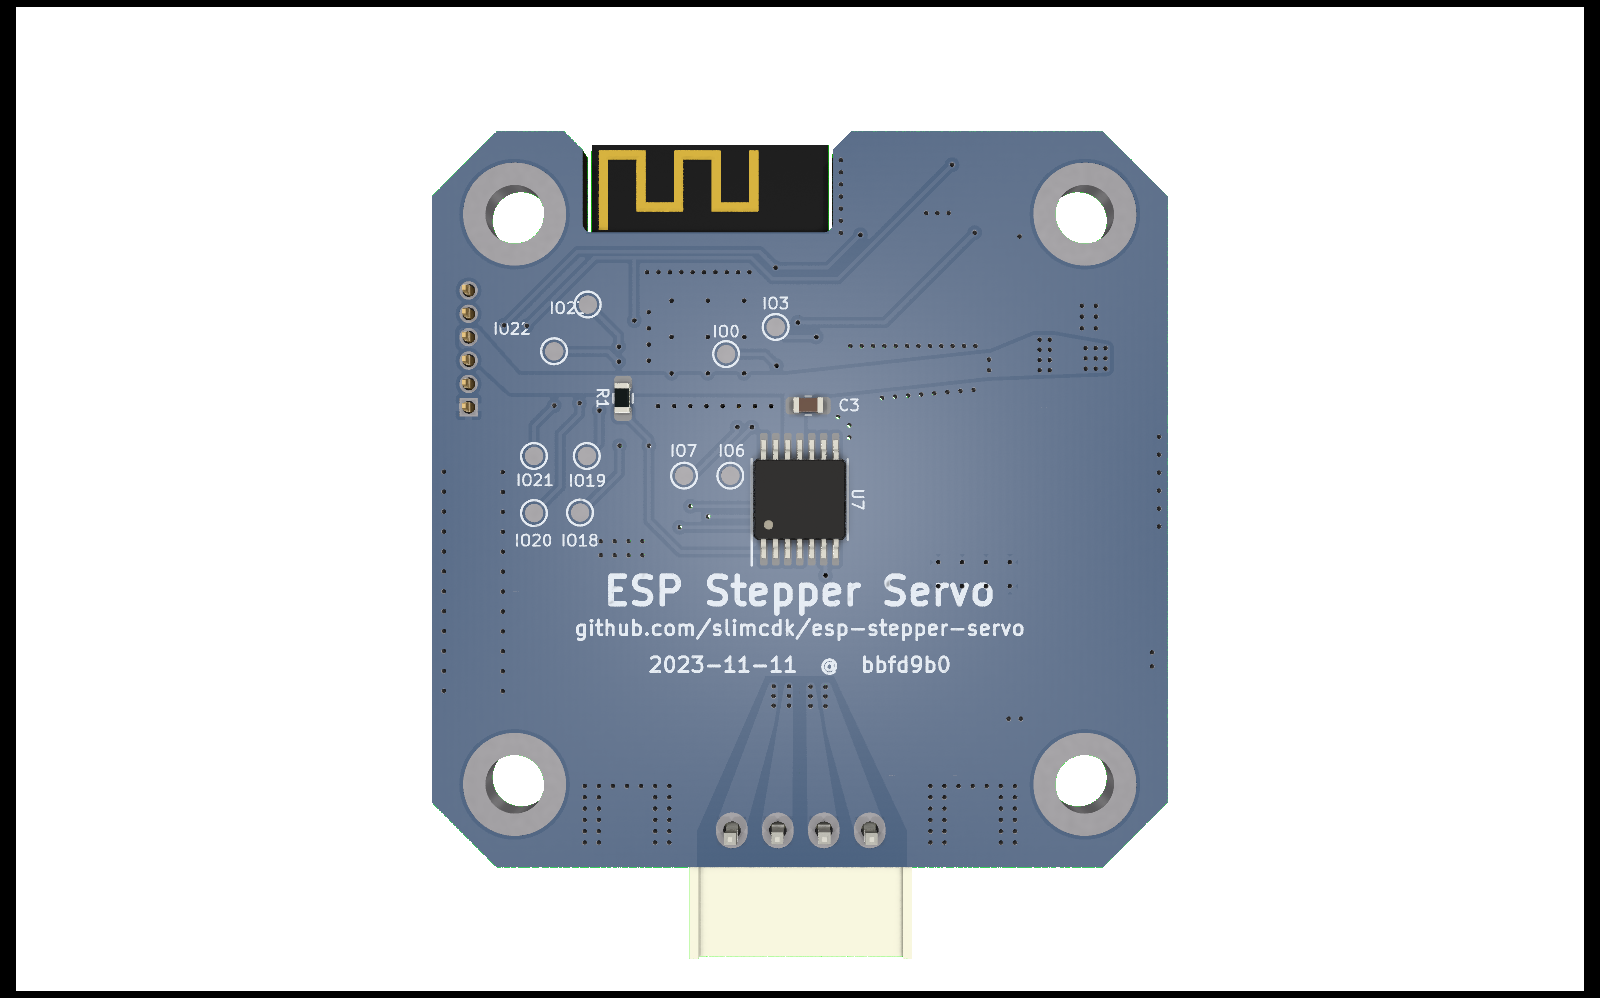 IO23
IO3
IO22
IO0
R1
C3
IO7
IO6
IO21
IO19
U7
IO20
IO18
ESP Stepper Servo
github.com/slimcdk/esp-stepper-servo
2023-11-11 @ bbfd9b0